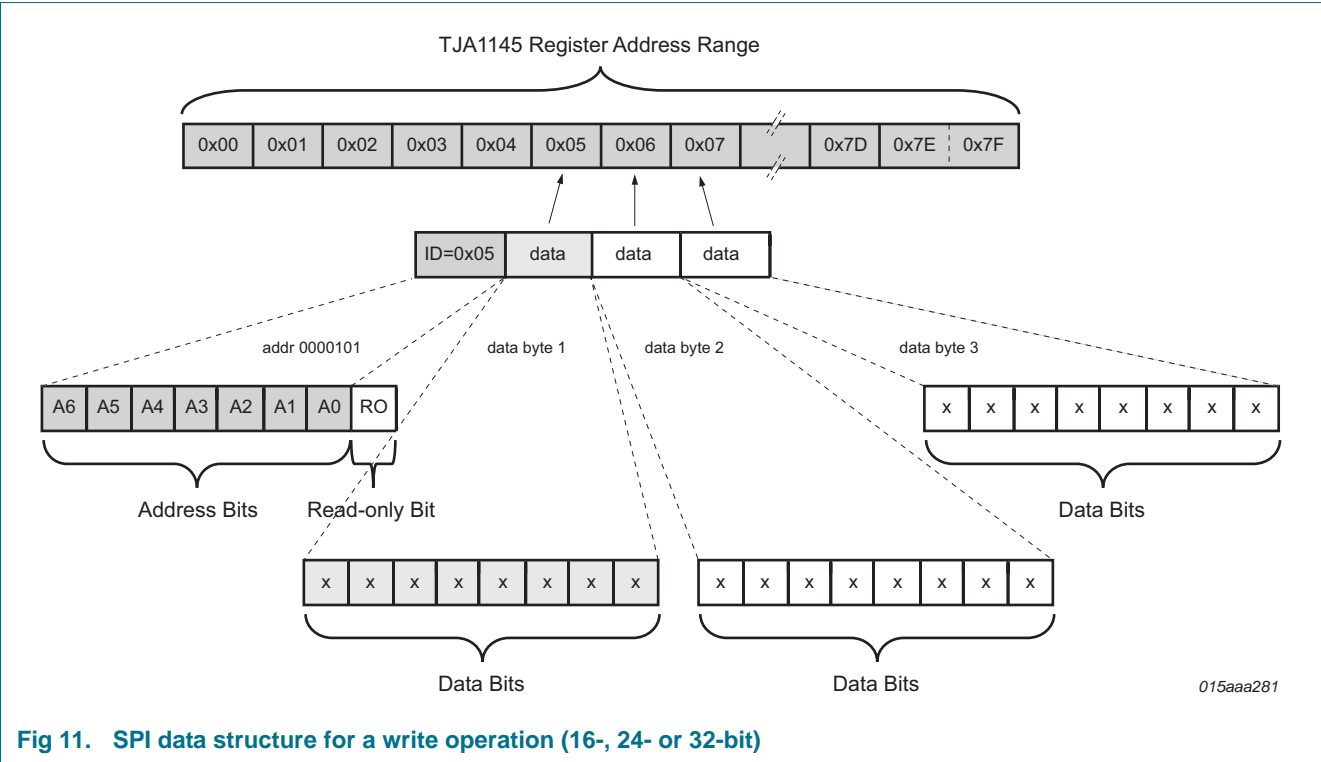 TJA1145 Register Address Range
0x00 0x01 0x02 0x03 0x04 0x05 0x06 0x07 0x7D 0x7E 0x7F
ID=0x05 data data data
addr 0000101 data byte 1 data byte 2 data byte 3
A6 A5 A4 A3 A2 A1 A0 RO x x x x x x x x
Address Bits Read-only Bit Data Bits
x x x x x x x x x x x x x x x x
Data Bits Data Bits 015aaa281
Fig 11. SPI data structure for a write operation (16-, 24- or 32-bit)